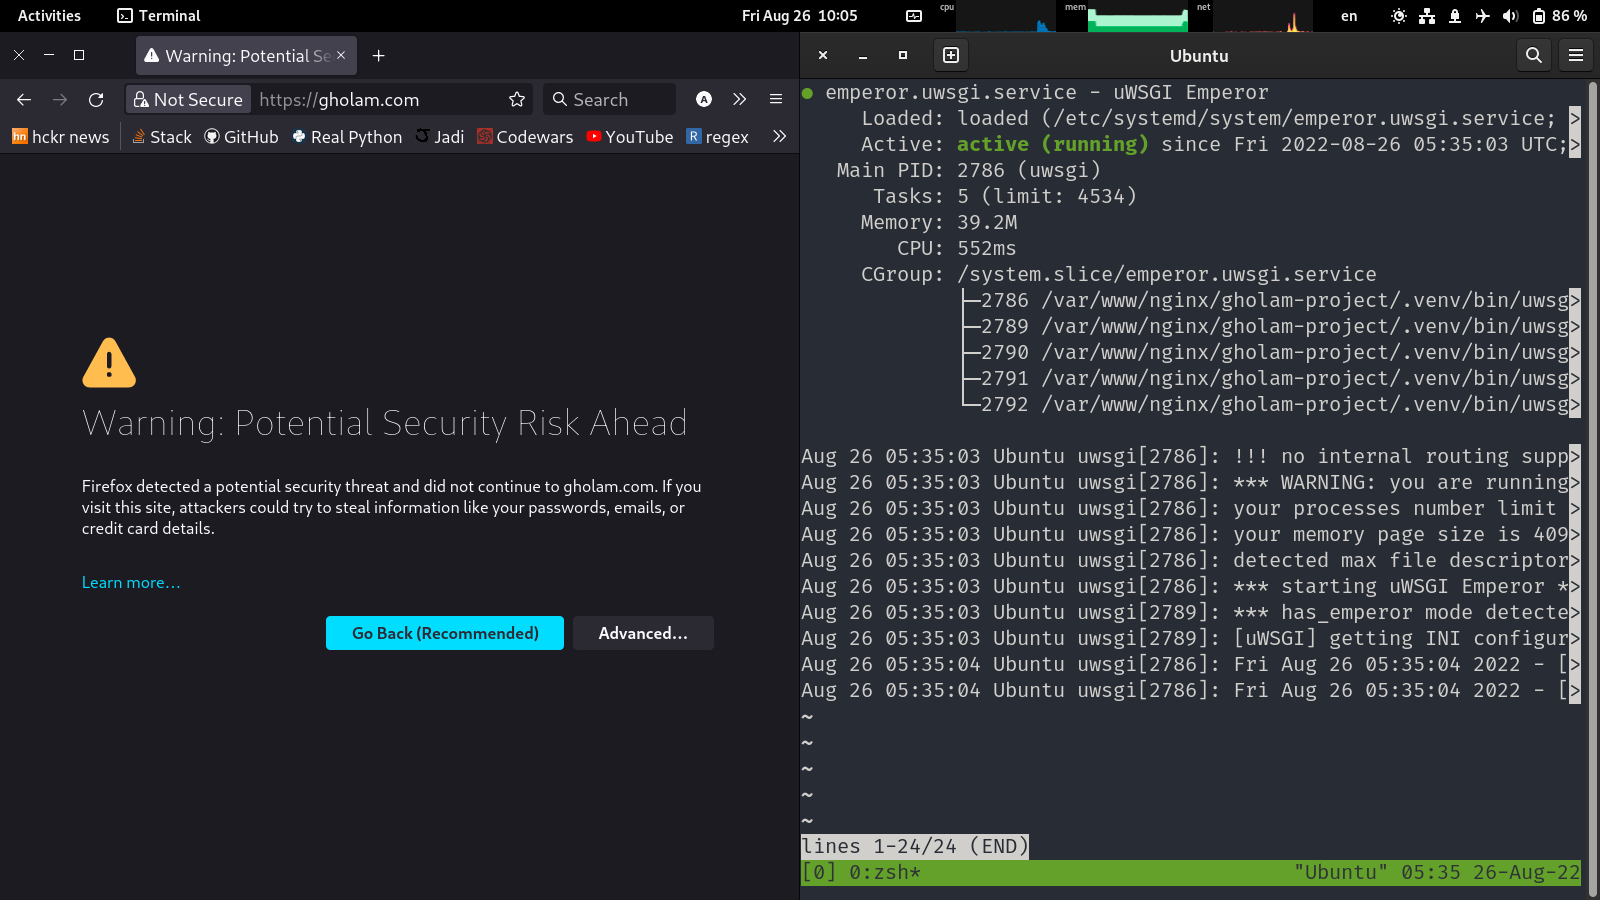 Activities Terminal Fri Aug 26 10:05 cpu mem net en 86 %
Warning: Potential Se
Not Secure https://gholam.com Search
hckr news Stack GitHub Real Python Jadi Codewars YouTube regex
Warning: Potential Security Risk Ahead
Firefox detected a potential security threat and did not continue to gholam.com. If you
visit this site, attackers could try to steal information like your passwords, emails, or
credit card details.
Learn more…
Go Back (Recommended) Advanced…
Ubuntu
● emperor.uwsgi.service - uWSGI Emperor
Loaded: loaded (/etc/systemd/system/emperor.uwsgi.service; >
Active: active (running) since Fri 2022-08-26 05:35:03 UTC;>
Main PID: 2786 (uwsgi)
Tasks: 5 (limit: 4534)
Memory: 39.2M
CPU: 552ms
CGroup: /system.slice/emperor.uwsgi.service
├─2786 /var/www/nginx/gholam-project/.venv/bin/uwsg>
├─2789 /var/www/nginx/gholam-project/.venv/bin/uwsg>
├─2790 /var/www/nginx/gholam-project/.venv/bin/uwsg>
├─2791 /var/www/nginx/gholam-project/.venv/bin/uwsg>
└─2792 /var/www/nginx/gholam-project/.venv/bin/uwsg>
Aug 26 05:35:03 Ubuntu uwsgi[2786]: !!! no internal routing supp>
Aug 26 05:35:03 Ubuntu uwsgi[2786]: *** WARNING: you are running>
Aug 26 05:35:03 Ubuntu uwsgi[2786]: your processes number limit >
Aug 26 05:35:03 Ubuntu uwsgi[2786]: your memory page size is 409>
Aug 26 05:35:03 Ubuntu uwsgi[2786]: detected max file descriptor>
Aug 26 05:35:03 Ubuntu uwsgi[2786]: *** starting uWSGI Emperor *>
Aug 26 05:35:03 Ubuntu uwsgi[2789]: *** has_emperor mode detecte>
Aug 26 05:35:03 Ubuntu uwsgi[2789]: [uWSGI] getting INI configur>
Aug 26 05:35:04 Ubuntu uwsgi[2786]: Fri Aug 26 05:35:04 2022 - [>
Aug 26 05:35:04 Ubuntu uwsgi[2786]: Fri Aug 26 05:35:04 2022 - [>
~
~
~
~
~
lines 1-24/24 (END)
[0] 0:zsh* "Ubuntu" 05:35 26-Aug-22